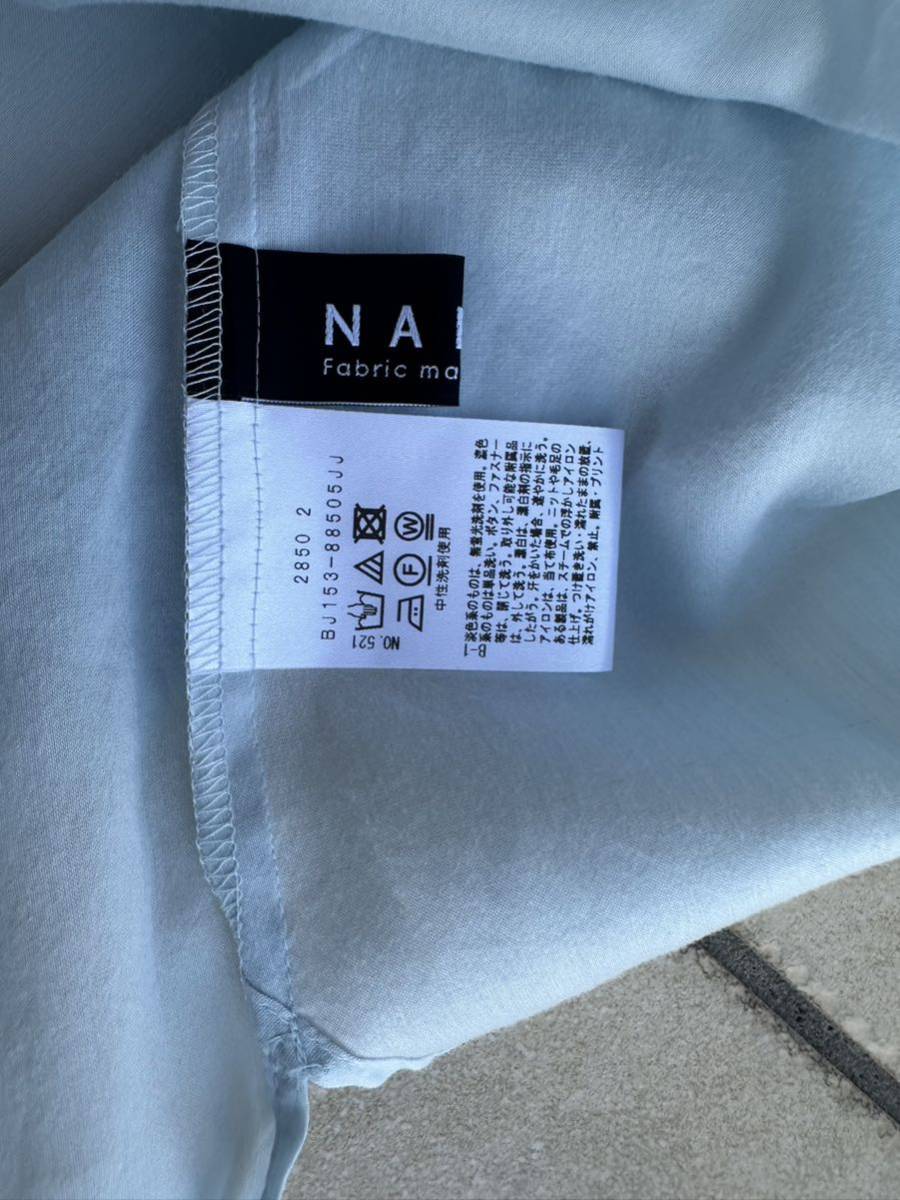 NA
Fabric ma
2850 2
BJ153-88505JJ
NO.521
F
W
中性洗剤使用
B-1
淡色系のものは、無蛍光洗剤を使用。濃色
系のものは単品洗い。ボタン、ファスナー
等は、閉じて洗う。取り外し可能な附属品
は、外して洗う。漂白は、漂白剤の指示に
したがう。汗をかいた場合、速やかに洗う。
アイロンは、当て布使用。ニットや毛足の
ある製品は、スチームでの浮かしアイロン
仕上げ。つけ置き洗い・濡れたままの放置、
濡れがけアイロン、禁止。附属・プリント